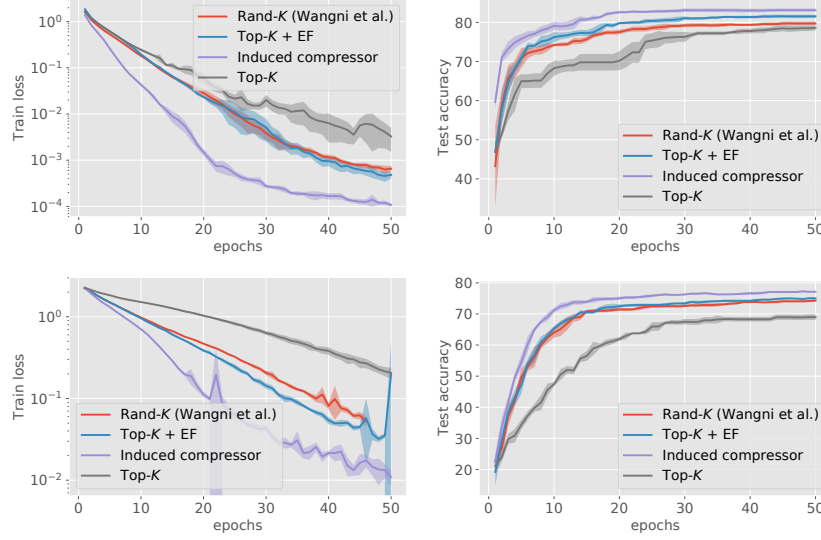 Train loss
10⁰
10⁻¹
10⁻²
10⁻³
10⁻⁴
Rand-K (Wangni et al.)
Top-K + EF
Induced compressor
Top-K
0 10 20 30 40 50
epochs
Test accuracy
80
70
60
50
40
Rand-K (Wangni et al.)
Top-K + EF
Induced compressor
Top-K
0 10 20 30 40 50
epochs
Train loss
10⁰
10⁻¹
10⁻²
Rand-K (Wangni et al.)
Top-K + EF
Induced compressor
Top-K
0 10 20 30 40 50
epochs
Test accuracy
80
70
60
50
40
30
20
Rand-K (Wangni et al.)
Top-K + EF
Induced compressor
Top-K
0 10 20 30 40 50
epochs